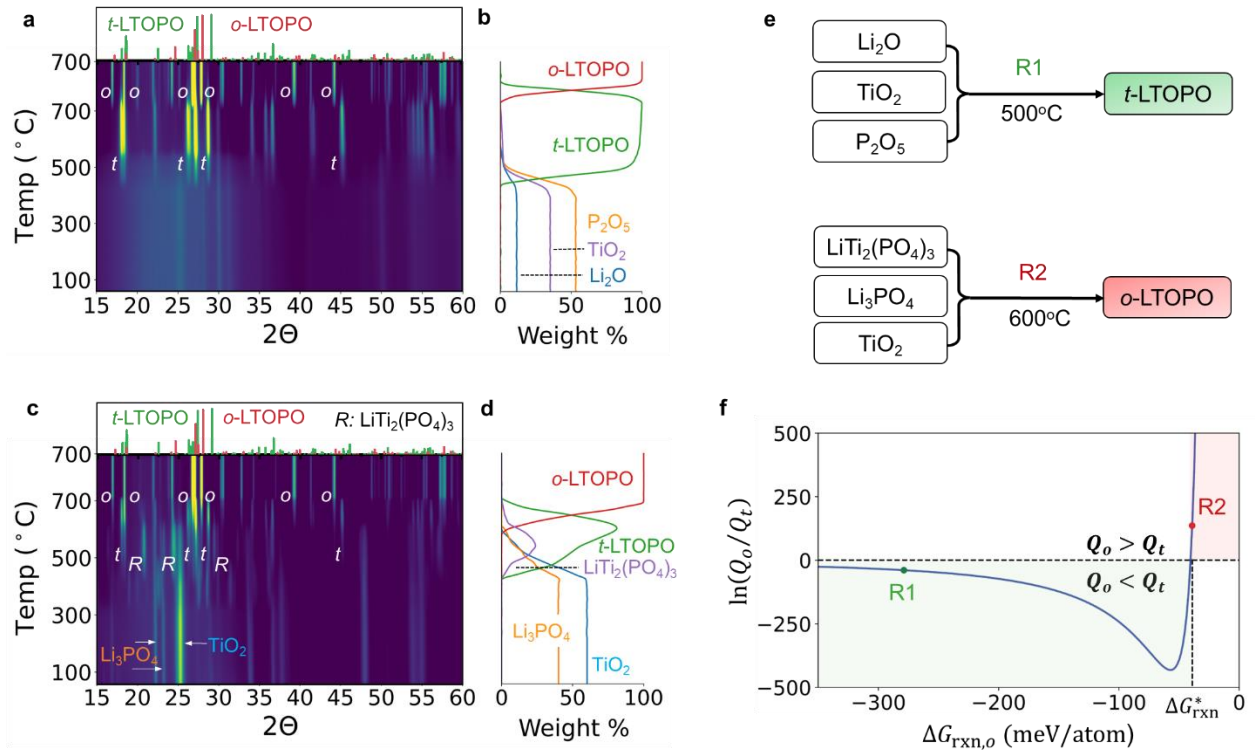 a
t-LTOPO
o-LTOPO
700
700
500
300
100
Temp (°C)
o
o
o
o
o
o
t
t
t
t
15 20 25 30 35 40 45 50 55 60
2Θ
b
o-LTOPO
t-LTOPO
P₂O₅
TiO₂
Li₂O
0
50
100
Weight %
c
t-LTOPO
o-LTOPO
R: LiTi₂(PO₄)₃
700
700
500
300
100
Temp (°C)
o
o
o
o
o
o
t
R
R
t
t
R
t
Li₃PO₄
TiO₂
15 20 25 30 35 40 45 50 55 60
2Θ
d
o-LTOPO
t-LTOPO
LiTi₂(PO₄)₃
Li₃PO₄
TiO₂
0
50
100
Weight %
e
Li₂O
TiO₂
P₂O₅
R1
500°C
t-LTOPO
LiTi₂(PO₄)₃
Li₃PO₄
TiO₂
R2
600°C
o-LTOPO
f
500
250
0
−250
−500
ln(Qₒ/Qₜ)
R2
Qₒ > Qₜ
Qₒ < Qₜ
R1
−300
−200
−100
ΔG*rxn
0
ΔGrxn,o (meV/atom)